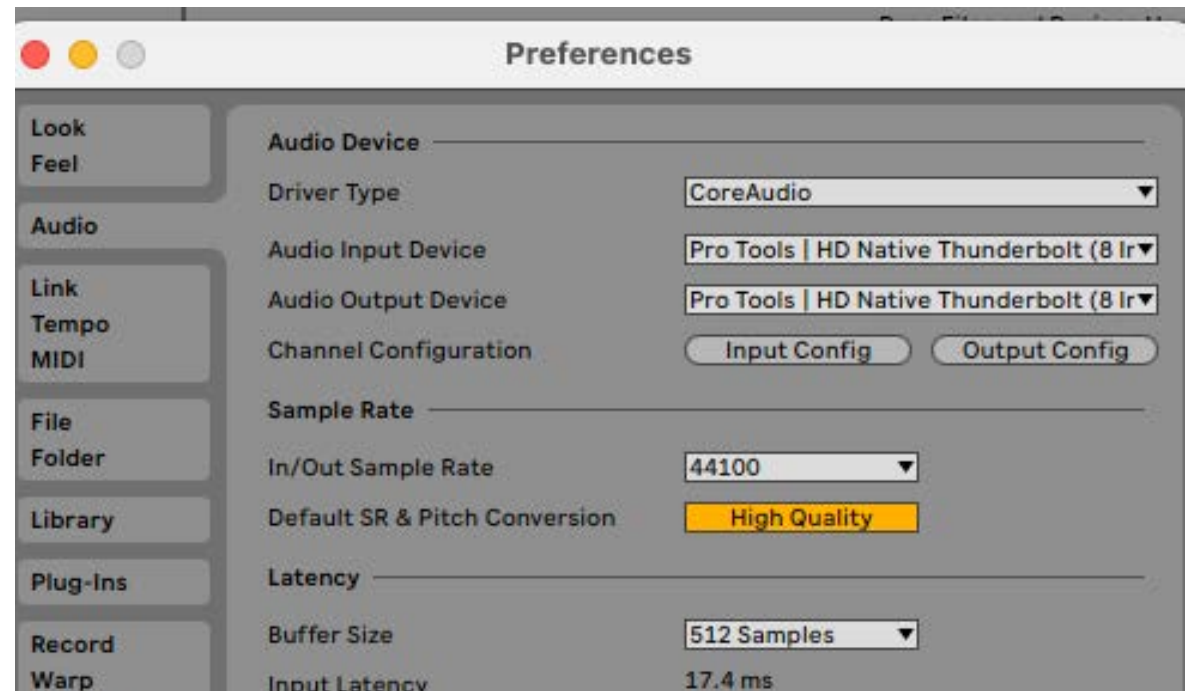 Preferences
Look
Feel
Audio
Link
Tempo
MIDI
File
Folder
Library
Plug-Ins
Record
Warp
Audio Device
Driver Type CoreAudio
Audio Input Device Pro Tools | HD Native Thunderbolt (8 Ir
Audio Output Device Pro Tools | HD Native Thunderbolt (8 Ir
Channel Configuration Input Config Output Config
Sample Rate
In/Out Sample Rate 44100
Default SR & Pitch Conversion High Quality
Latency
Buffer Size 512 Samples
Input Latency 17.4 ms